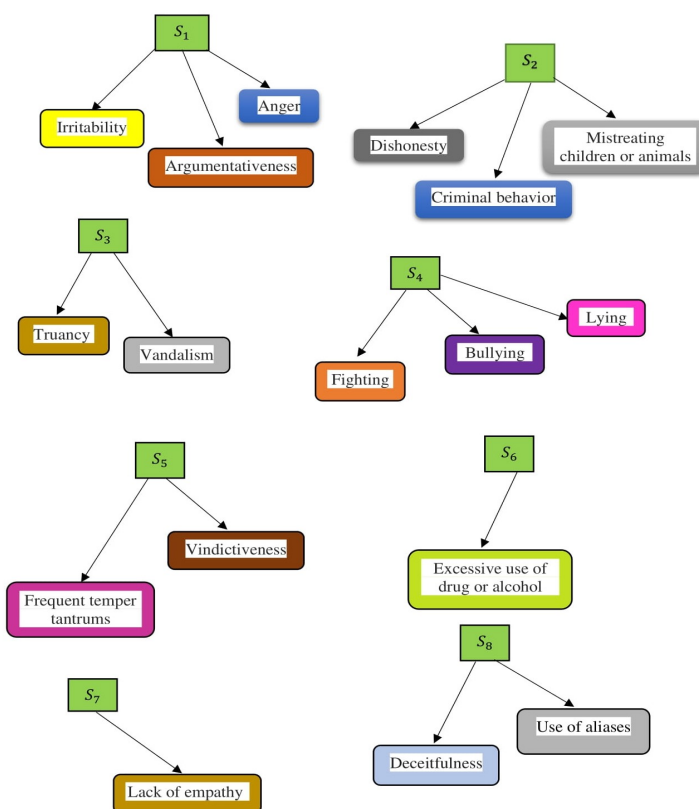 S₁
Irritability
Argumentativeness
Anger
S₂
Dishonesty
Criminal behavior
Mistreating
children or animals
S₃
Truancy
Vandalism
S₄
Fighting
Bullying
Lying
S₅
Frequent temper
tantrums
Vindictiveness
S₆
Excessive use of
drug or alcohol
S₇
Lack of empathy
S₈
Deceitfulness
Use of aliases